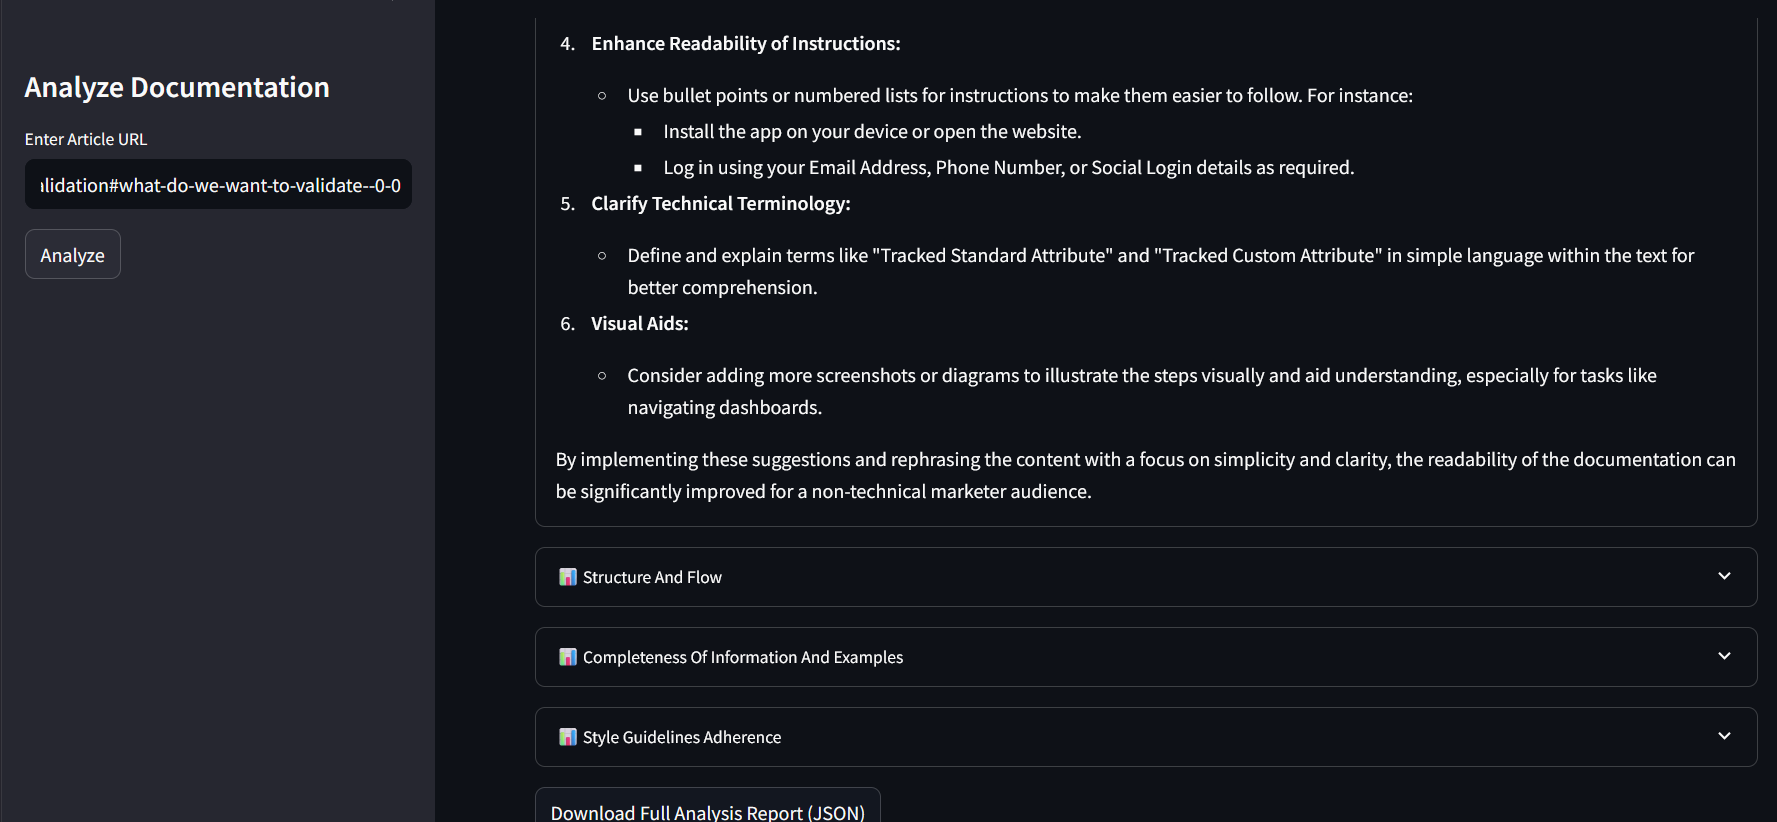 Analyze Documentation
Enter Article URL
lidation#what-do-we-want-to-validate--0-0
Analyze
4. Enhance Readability of Instructions:
Use bullet points or numbered lists for instructions to make them easier to follow. For instance:
Install the app on your device or open the website.
Log in using your Email Address, Phone Number, or Social Login details as required.
5. Clarify Technical Terminology:
Define and explain terms like "Tracked Standard Attribute" and "Tracked Custom Attribute" in simple language within the text for
better comprehension.
6. Visual Aids:
Consider adding more screenshots or diagrams to illustrate the steps visually and aid understanding, especially for tasks like
navigating dashboards.
By implementing these suggestions and rephrasing the content with a focus on simplicity and clarity, the readability of the documentation can
be significantly improved for a non-technical marketer audience.
Structure And Flow
Completeness Of Information And Examples
Style Guidelines Adherence
Download Full Analysis Report (JSON)